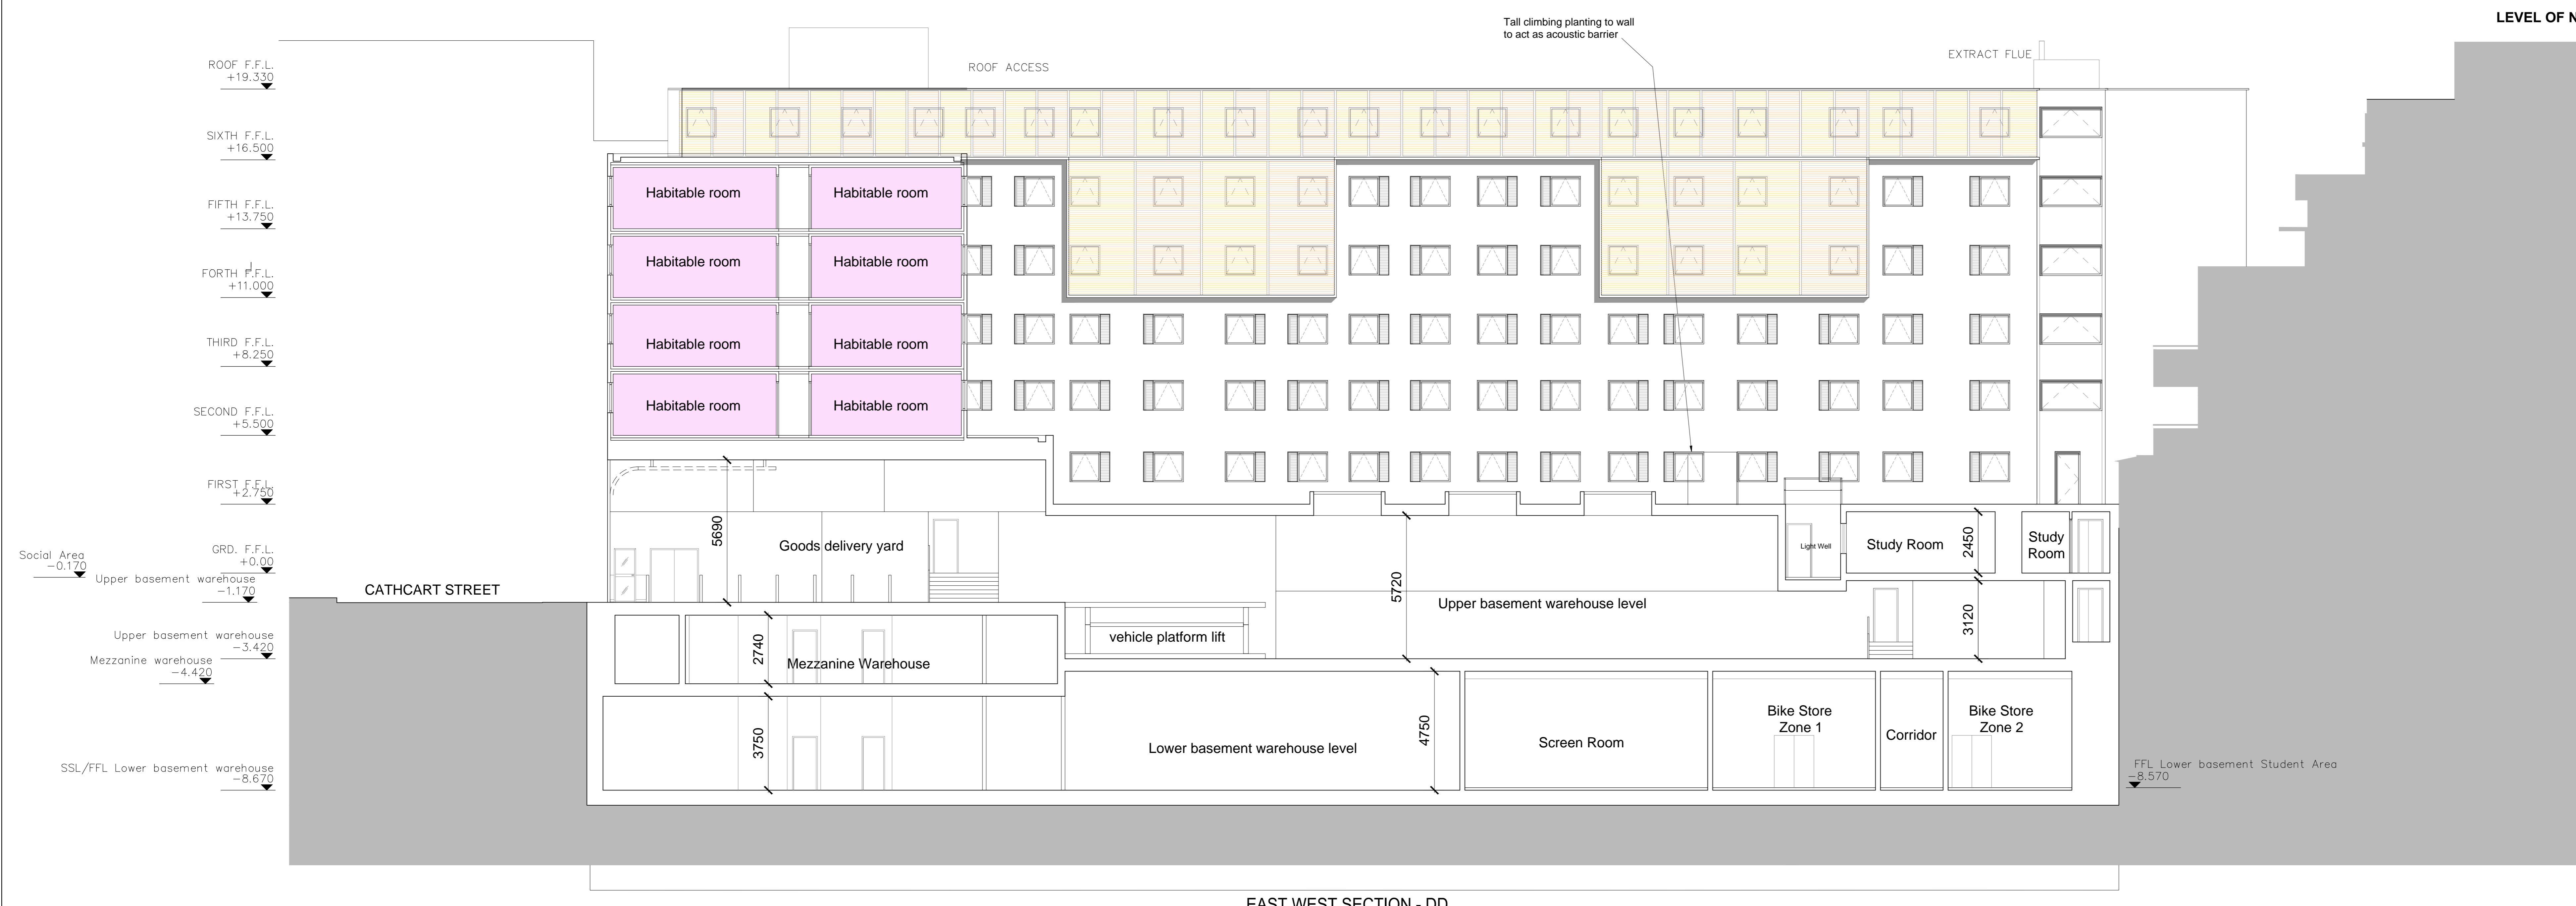 Tall climbing planting to wall
to act as acoustic barrier
LEVEL OF N
ROOF ACCESS
EXTRACT FLUE
ROOF F.F.L.
+19.330
SIXTH F.F.L.
+16.500
FIFTH F.F.L.
+13.750
FORTH F.F.L.
+11.000
THIRD F.F.L.
+8.250
SECOND F.F.L.
+5.500
FIRST F.F.L.
+2.750
GRD. F.F.L.
+0.00
Social Area
-0.170
Upper basement warehouse
-1.170
Upper basement warehouse
-3.420
Mezzanine warehouse
-4.420
SSL/FFL Lower basement warehouse
-8.670
CATHCART STREET
Habitable room
Habitable room
Habitable room
Habitable room
Habitable room
Habitable room
Habitable room
Habitable room
5690
Goods delivery yard
5720
Upper basement warehouse level
Light Well
Study Room
2450
Study
Room
3120
vehicle platform lift
2740
Mezzanine Warehouse
3750
Lower basement warehouse level
4750
Screen Room
Bike Store
Zone 1
Corridor
Bike Store
Zone 2
FFL Lower basement Student Area
-8.570
EAST WEST SECTION - DD